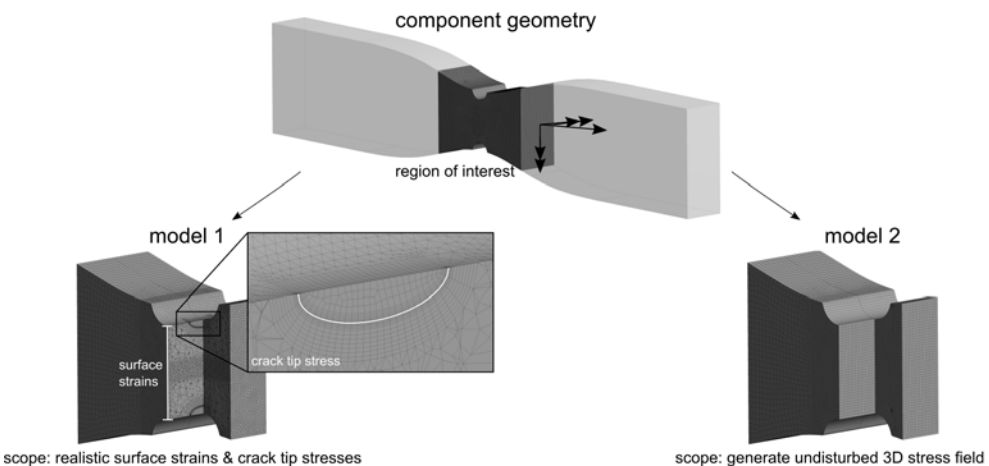 component geometry
region of interest
model 1
model 2
surface
strains
crack tip stress
scope: realistic surface strains & crack tip stresses
scope: generate undisturbed 3D stress field